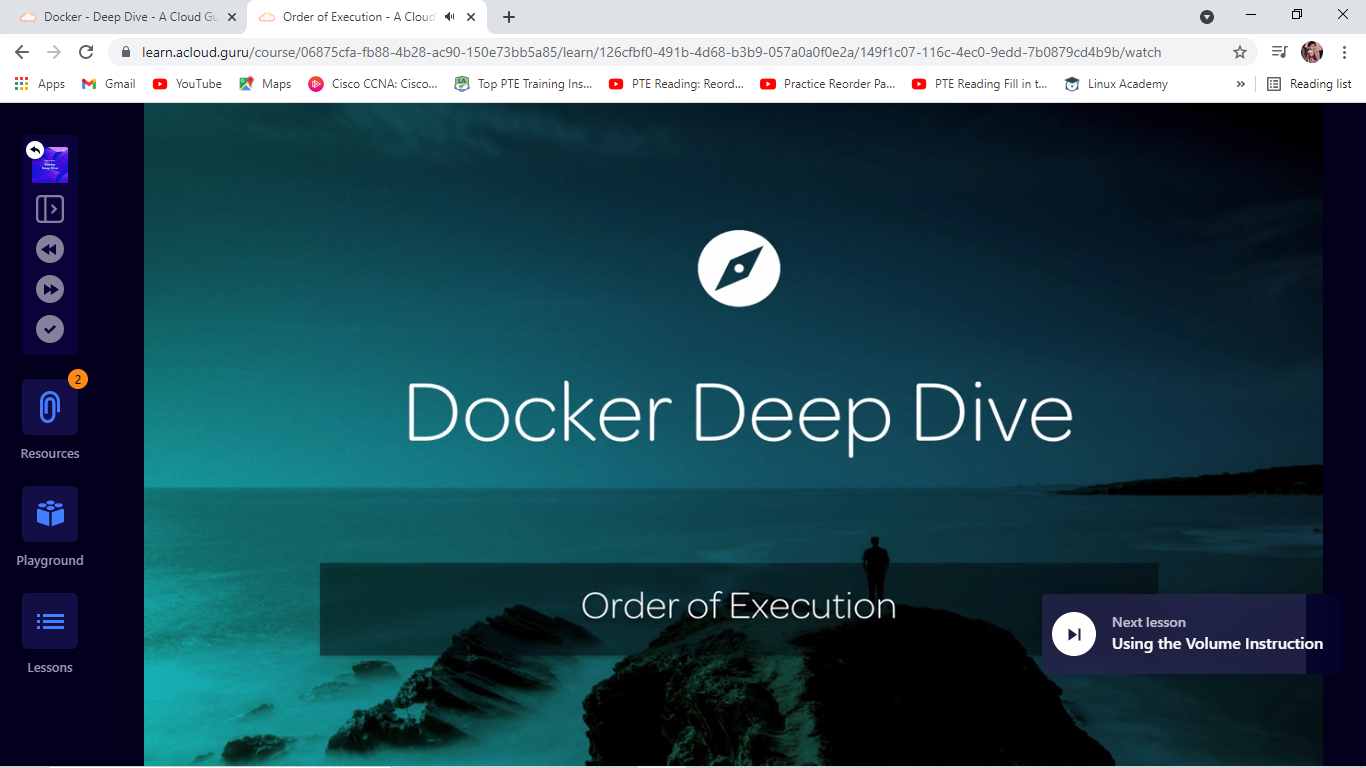 Docker - Deep Dive - A Cloud Gu
Order of Execution - A Cloud
learn.acloud.guru/course/06875cfa-fb88-4b28-ac90-150e73bb5a85/learn/126cfbf0-491b-4d68-b3b9-057a0a0f0e2a/149f1c07-116c-4ec0-9edd-7b0879cd4b9b/watch
Apps Gmail YouTube Maps Cisco CCNA: Cisco... Top PTE Training Ins... PTE Reading: Reord... Practice Reorder Pa... PTE Reading Fill in t... Linux Academy » Reading list
Docker
Deep Dive
2
Resources
Playground
Lessons
Docker Deep Dive
Order of Execution
Next lesson
Using the Volume Instruction